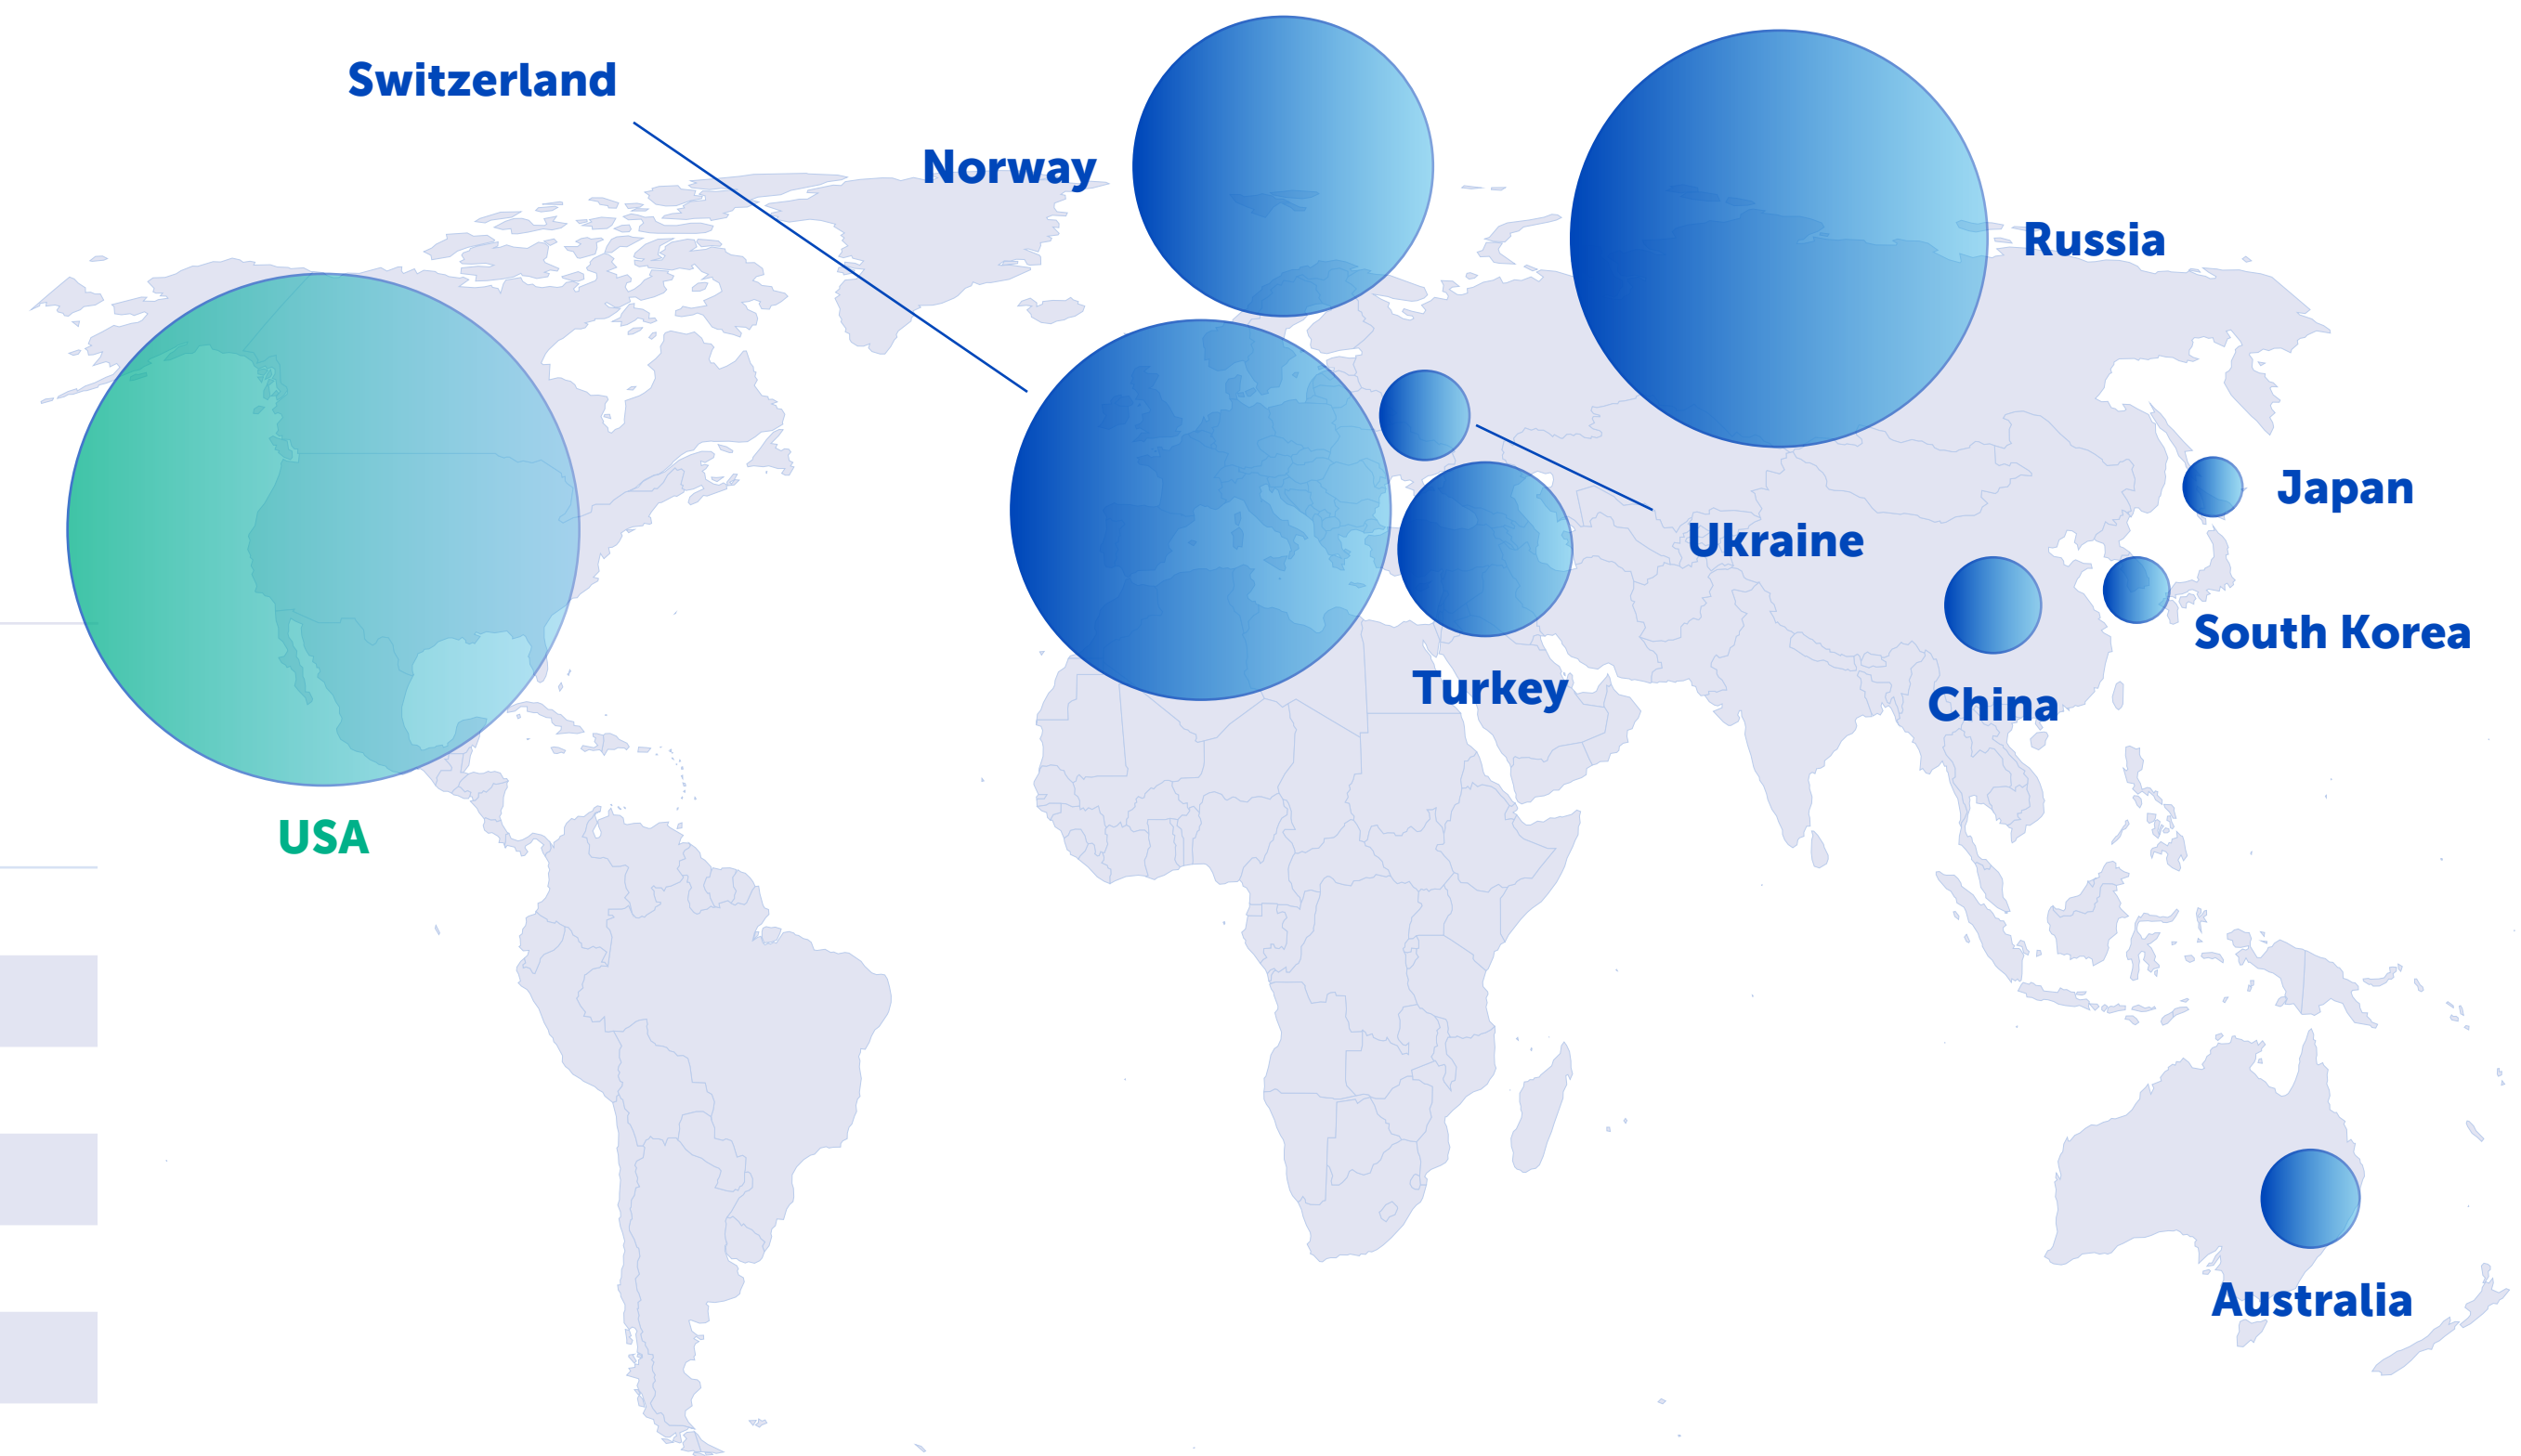 Switzerland
Norway
Russia
Japan
Ukraine
South Korea
Turkey
China
USA
Australia